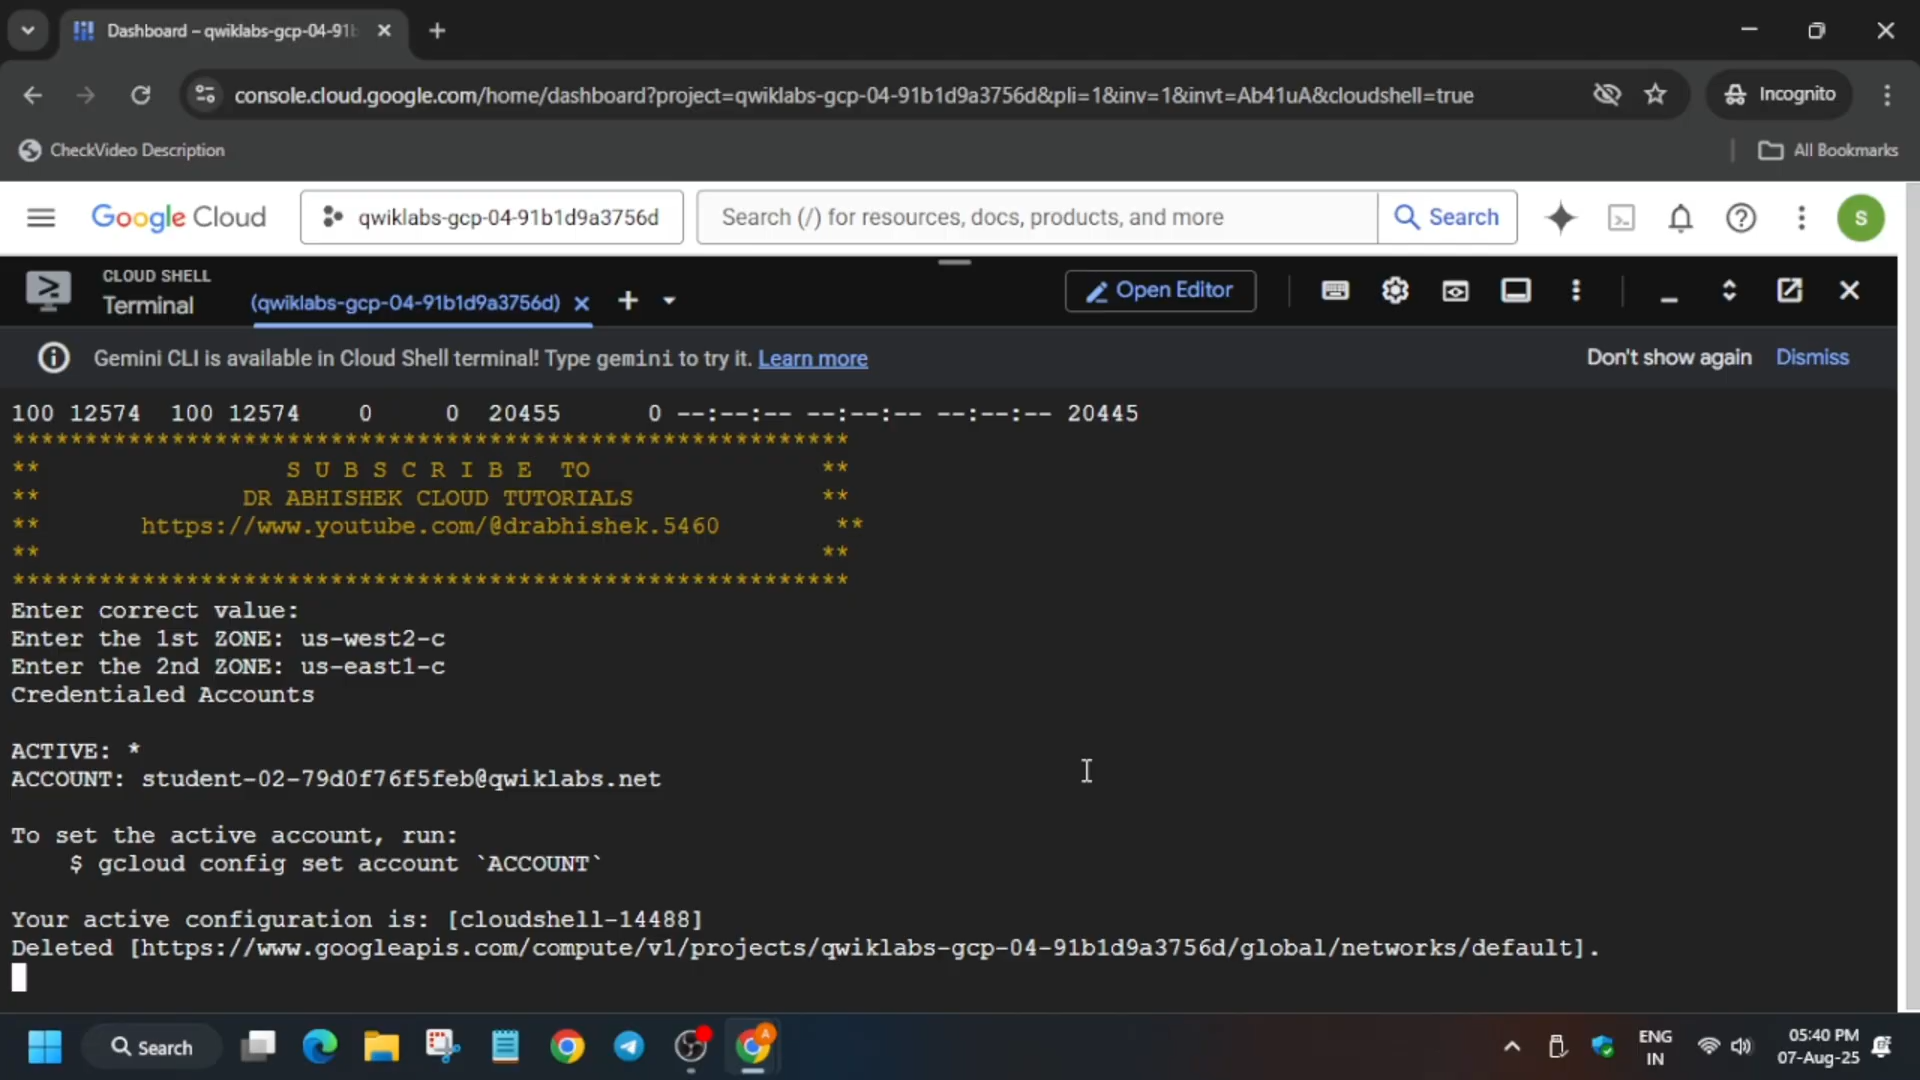 Dashboard – qwiklabs-gcp-04-91b
console.cloud.google.com/home/dashboard?project=qwiklabs-gcp-04-91b1d9a3756d&pli=1&inv=1&invt=Ab41uA&cloudshell=true
Incognito
CheckVideo Description
All Bookmarks
Google Cloud
qwiklabs-gcp-04-91b1d9a3756d
Search (/) for resources, docs, products, and more
Search
S
CLOUD SHELL
Terminal
(qwiklabs-gcp-04-91b1d9a3756d)
Open Editor
Gemini CLI is available in Cloud Shell terminal! Type gemini to try it. Learn more
Don't show again
Dismiss
100 12574  100 12574    0     0  20455      0 --:--:-- --:--:-- --:--:-- 20445
**********************************************************
**                 S U B S C R I B E  TO                **
**              DR ABHISHEK CLOUD TUTORIALS             **
**       https://www.youtube.com/@drabhishek.5460        **
**                                                      **
**********************************************************
Enter correct value:
Enter the 1st ZONE: us-west2-c
Enter the 2nd ZONE: us-east1-c
Credentialed Accounts
ACTIVE: *
ACCOUNT: student-02-79d0f76f5feb@qwiklabs.net
To set the active account, run:
    $ gcloud config set account `ACCOUNT`
Your active configuration is: [cloudshell-14488]
Deleted [https://www.googleapis.com/compute/v1/projects/qwiklabs-gcp-04-91b1d9a3756d/global/networks/default].
Search
A
ENG
IN
05:40 PM
07-Aug-25